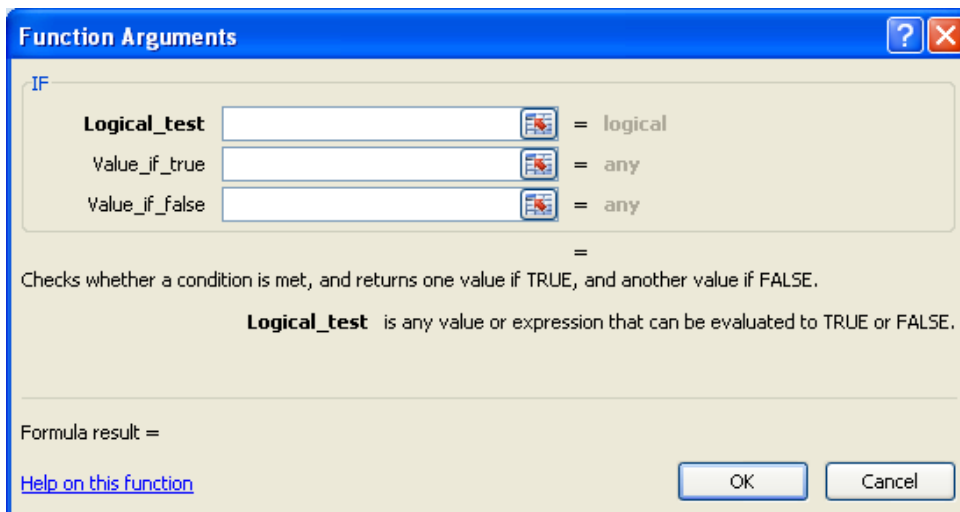 Function Arguments
?
IF
Logical_test = logical
Value_if_true = any
Value_if_false = any
=
Checks whether a condition is met, and returns one value if TRUE, and another value if FALSE.
Logical_test is any value or expression that can be evaluated to TRUE or FALSE.
Formula result =
Help on this function OK Cancel